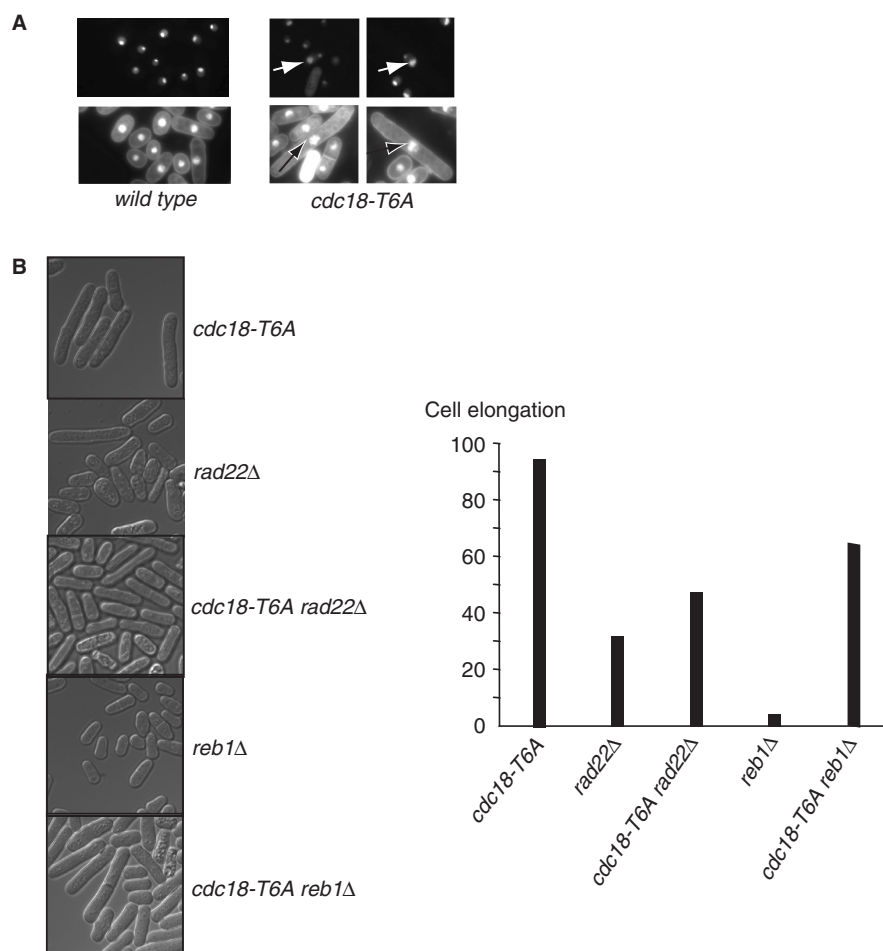 A
wild type
cdc18-T6A
B
cdc18-T6A
rad22Δ
cdc18-T6A rad22Δ
reb1Δ
cdc18-T6A reb1Δ
Cell elongation
100
80
60
40
20
0
cdc18-T6A
rad22Δ
cdc18-T6A rad22Δ
reb1Δ
cdc18-T6A reb1Δ